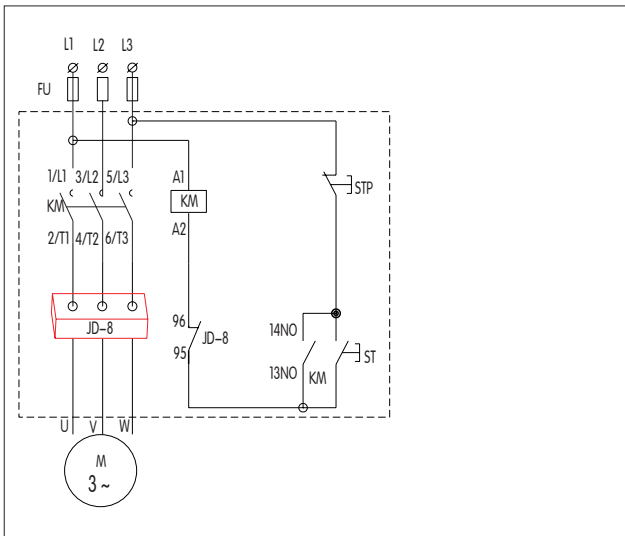 L1 L2 L3
FU
1/L1 3/L2 5/L3
A1
KM
KM
STP
A2
2/T1 4/T2 6/T3
96
JD-8
JD-8
14NO
95
ST
13NO
KM
U V W
M
3 ~